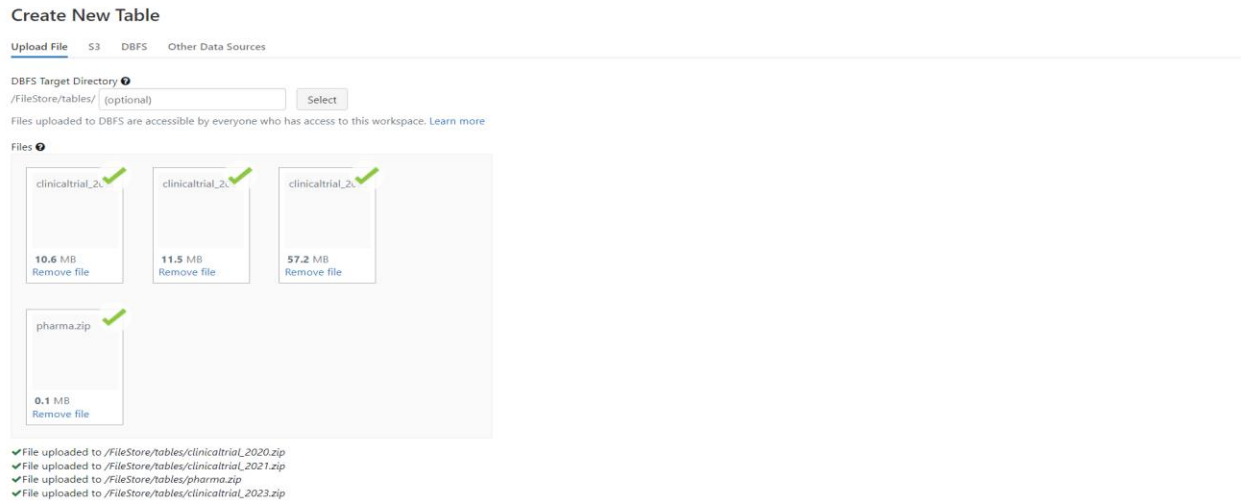 Create New Table
Upload File S3 DBFS Other Data Sources
DBFS Target Directory
/FileStore/tables/ (optional) Select
Files uploaded to DBFS are accessible by everyone who has access to this workspace. Learn more
Files
clinicaltrial_20 clinicaltrial_20 clinicaltrial_20
10.6 MB 11.5 MB 57.2 MB
Remove file Remove file Remove file
pharma.zip
0.1 MB
Remove file
File uploaded to /FileStore/tables/clinicaltrial_2020.zip
File uploaded to /FileStore/tables/clinicaltrial_2021.zip
File uploaded to /FileStore/tables/pharma.zip
File uploaded to /FileStore/tables/clinicaltrial_2023.zip